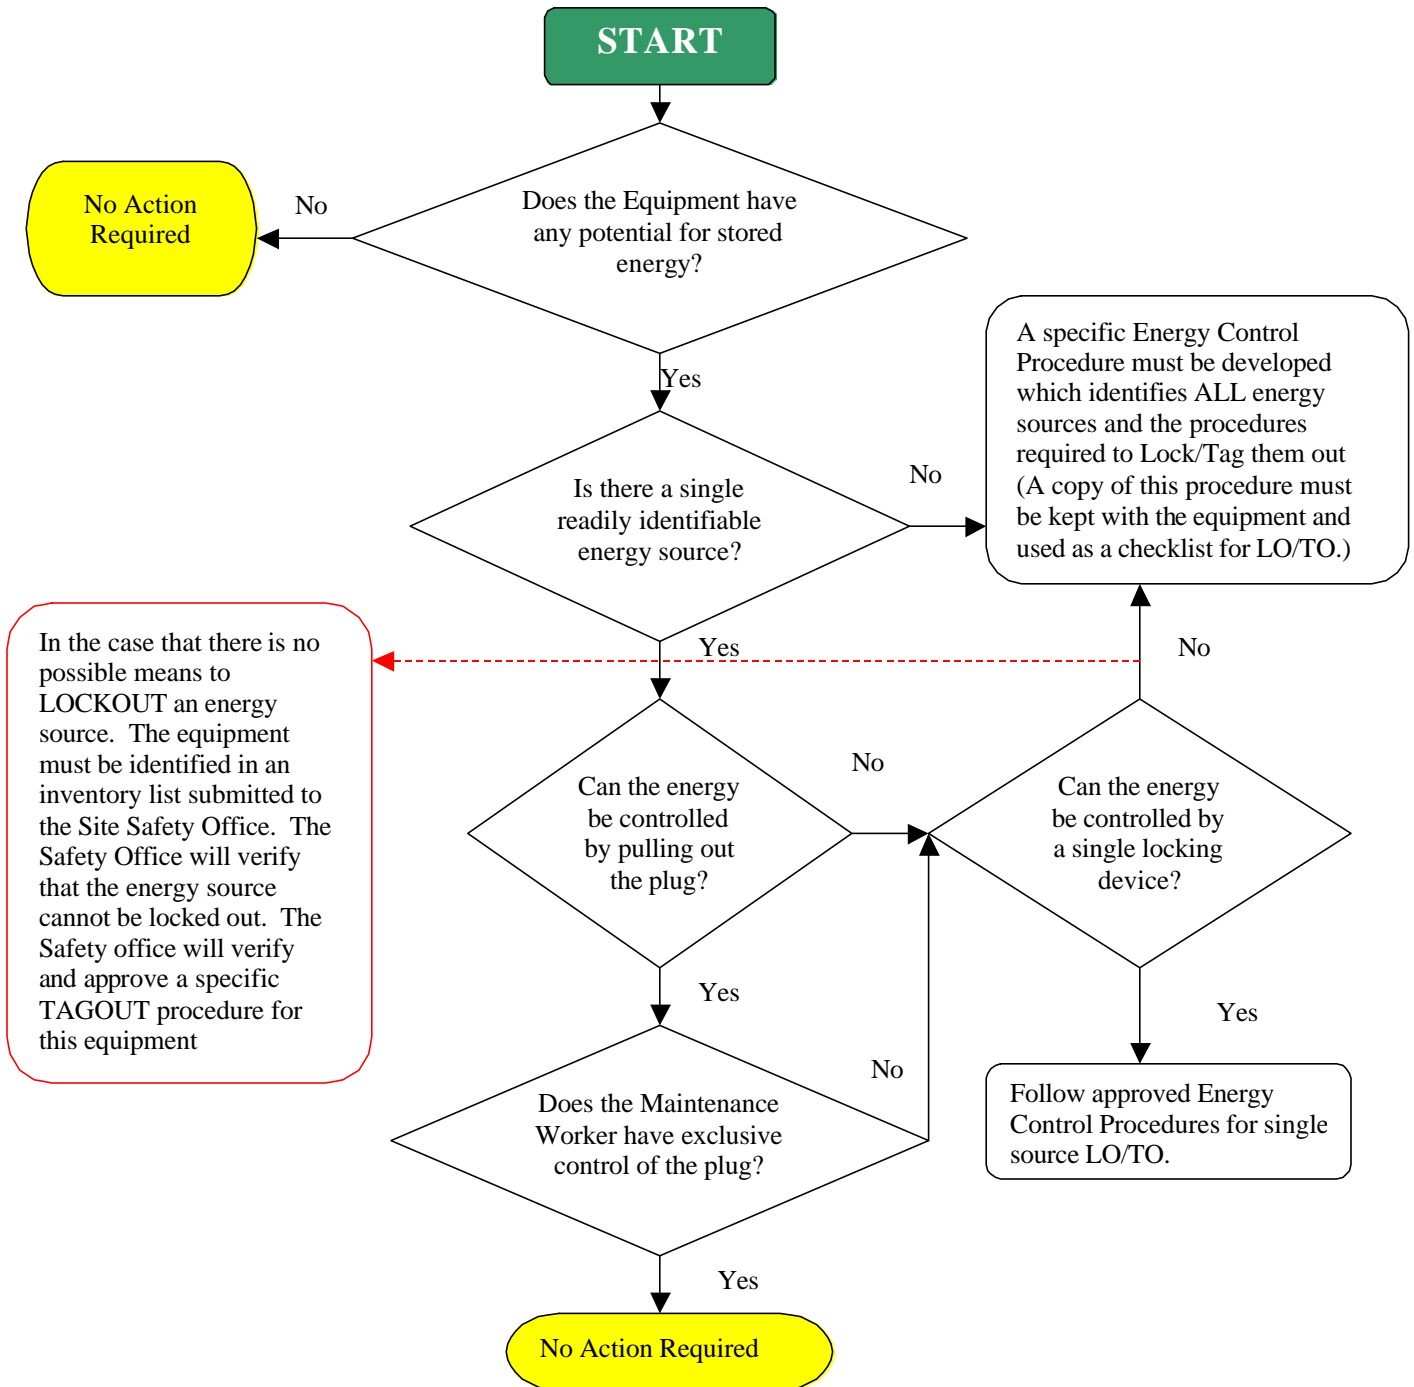 START
Does the Equipment have
any potential for stored
energy?
No
No Action
Required
Yes
Is there a single
readily identifiable
energy source?
No
A specific Energy Control
Procedure must be developed
which identifies ALL energy
sources and the procedures
required to Lock/Tag them out
(A copy of this procedure must
be kept with the equipment and
used as a checklist for LO/TO.)
Yes
No
In the case that there is no
possible means to
LOCKOUT an energy
source. The equipment
must be identified in an
inventory list submitted to
the Site Safety Office. The
Safety Office will verify
that the energy source
cannot be locked out. The
Safety office will verify
and approve a specific
TAGOUT procedure for
this equipment
Can the energy
be controlled
by pulling out
the plug?
No
Can the energy
be controlled by
a single locking
device?
Yes
Yes
Does the Maintenance
Worker have exclusive
control of the plug?
No
Follow approved Energy
Control Procedures for single
source LO/TO.
Yes
No Action Required